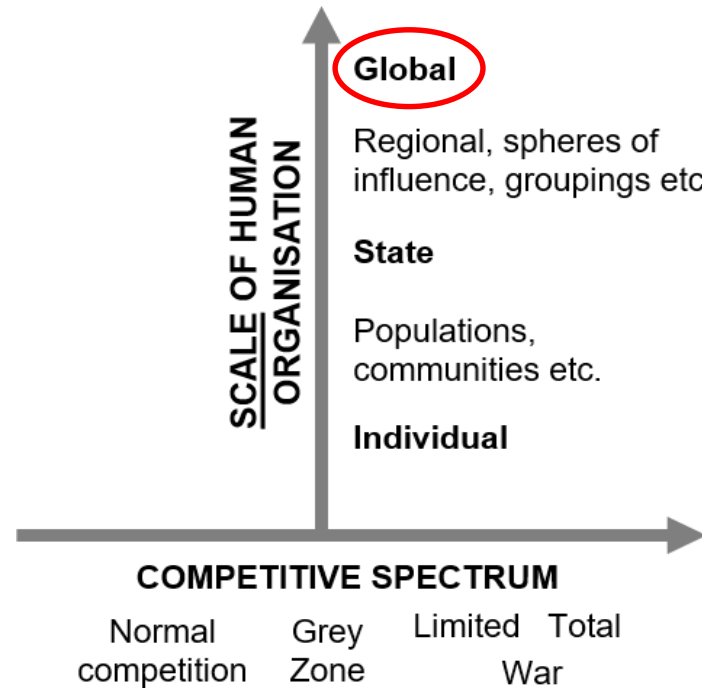 Global
Regional, spheres of
influence, groupings etc
State
Populations,
communities etc.
Individual
SCALE OF HUMAN
ORGANISATION
COMPETITIVE SPECTRUM
Normal
competition
Grey
Zone
Limited Total
War